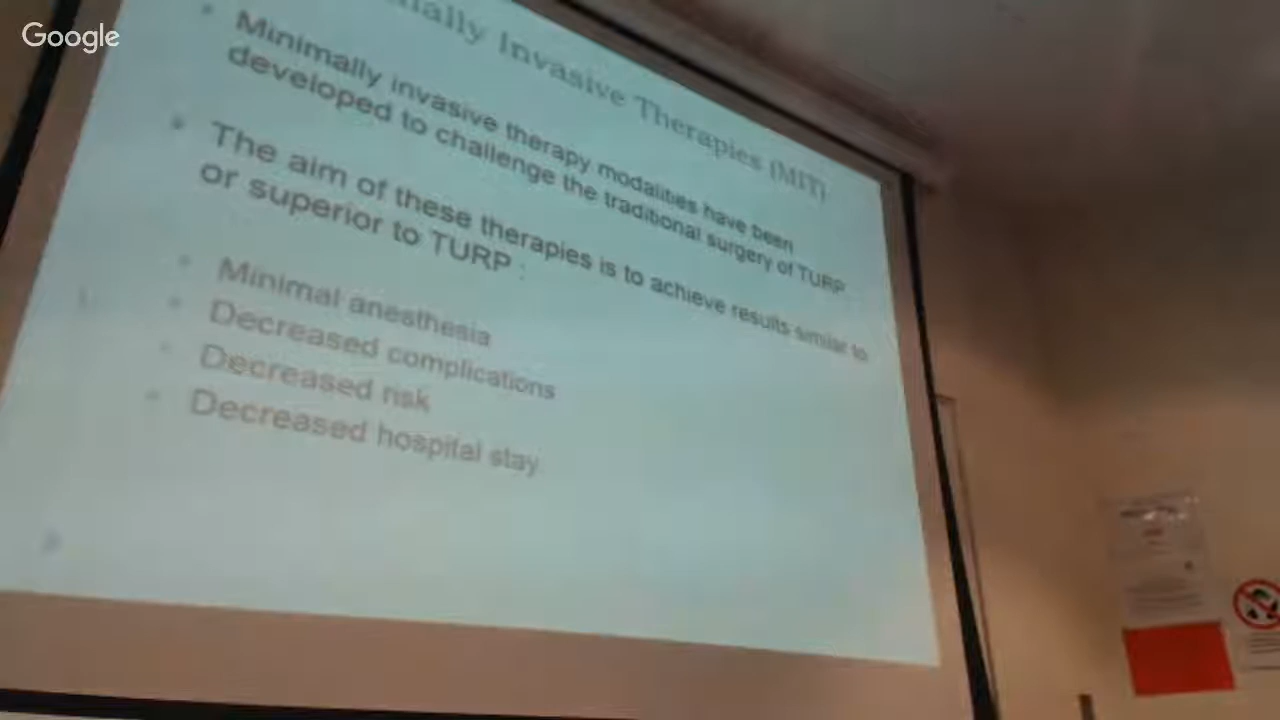 Google
Invasive Therapies (MIT)
• Minimally invasive therapy modalities have been
developed to challenge the traditional surgery of TURP
• The aim of these therapies is to achieve results similar to
or superior to TURP :
• Minimal anesthesia
• Decreased complications
• Decreased risk
• Decreased hospital stay